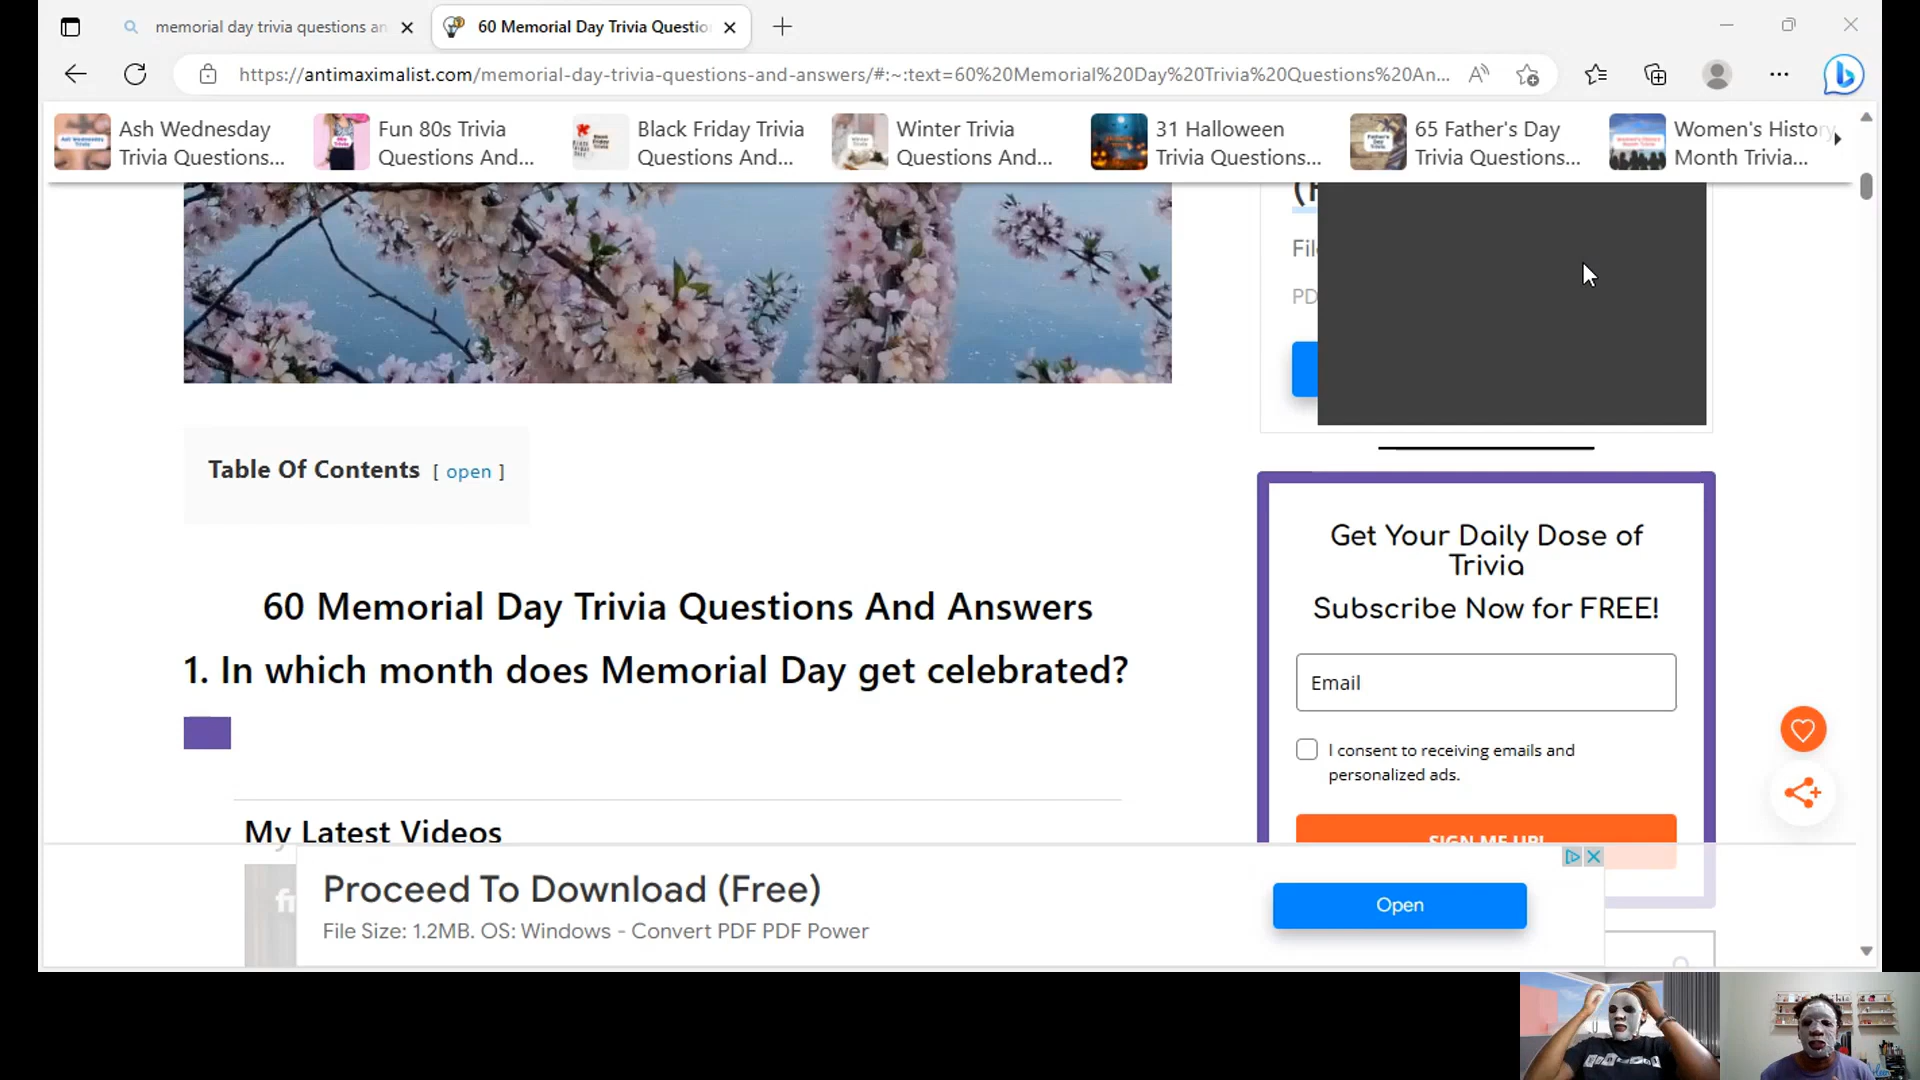 memorial day trivia questions an
60 Memorial Day Trivia Questio
https://antimaximalist.com/memorial-day-trivia-questions-and-answers/#:~:text=60%20Memorial%20Day%20Trivia%20Questions%20An...
Ash Wednesday
Trivia Questions...
Fun 80s Trivia
Questions And...
Black Friday Trivia
Questions And...
Winter Trivia
Questions And...
31 Halloween
Trivia Questions...
65 Father's Day
Trivia Questions...
Women's History
Month Trivia...
Table Of Contents [ open ]
60 Memorial Day Trivia Questions And Answers
1. In which month does Memorial Day get celebrated?
My Latest Videos
Get Your Daily Dose of
Trivia
Subscribe Now for FREE!
Email
I consent to receiving emails and
personalized ads.
SIGN ME UP!
Proceed To Download (Free)
File Size: 1.2MB. OS: Windows - Convert PDF PDF Power
Open